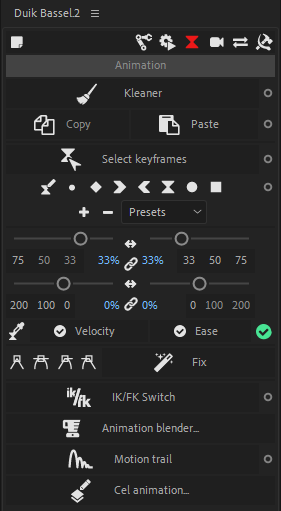 Duik Bassel.2
Animation
Kleaner
Copy Paste
Select keyframes
Presets
75 50 33 33% 33% 33 50 75
200 100 0 0% 0% 0 100 200
Velocity Ease
Fix
ik/fk IK/FK Switch
Animation blender...
Motion trail
Cel animation...